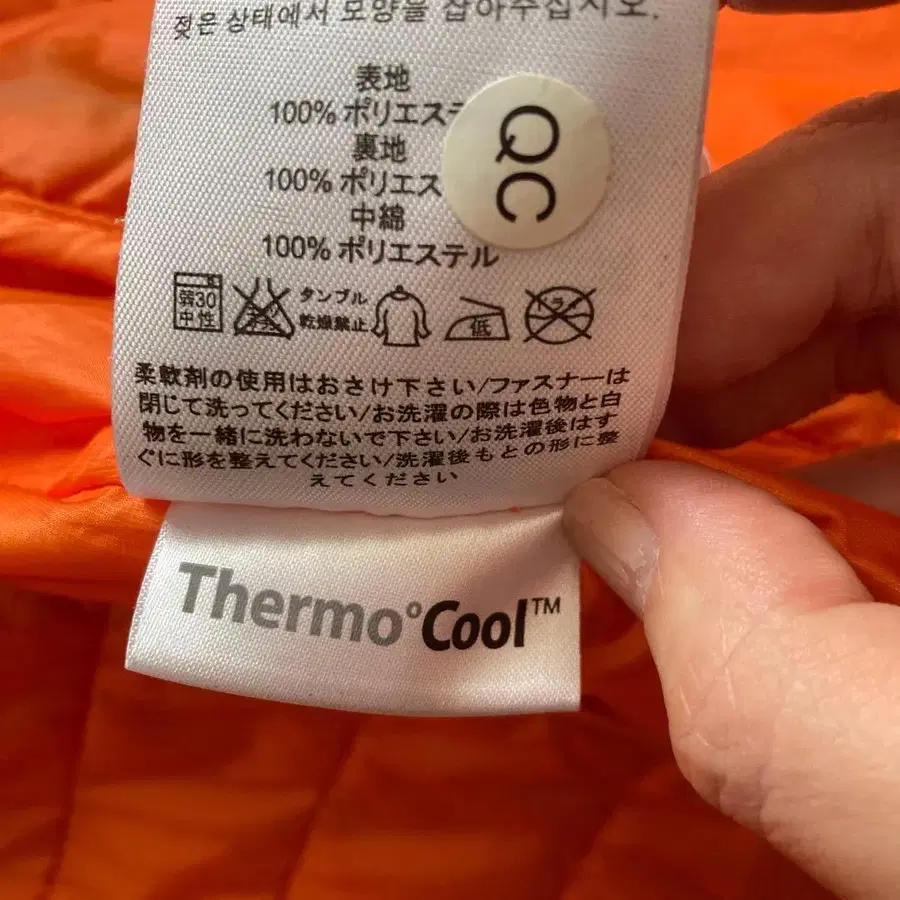 젖은 상태에서 모양을 잡아주십시오.
表地
100% ポリエステ
裏地
100% ポリエス
中綿
100% ポリエステル
QC
30
中性
タンブル
乾燥禁止
低
ドライ
柔軟剤の使用はおさけ下さい/ファスナーは
閉じて洗ってください/お洗濯の際は色物と白
物を一緒に洗わないで下さい/お洗濯後はす
ぐに形を整えてください/洗濯後もとの形に整
えてください
Thermo°Cool™